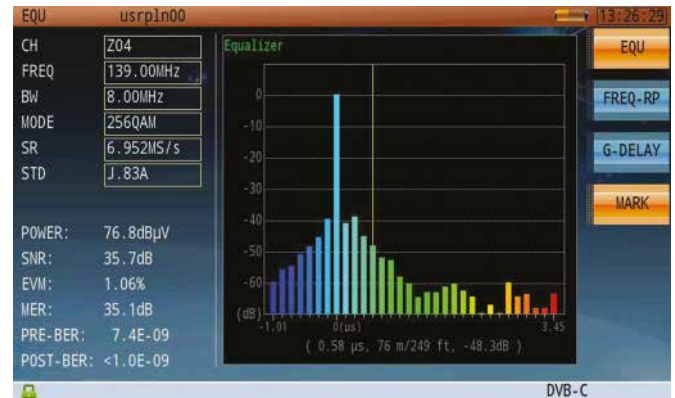 EQU usrpln00 13:26:29
CH Z04
FREQ 139.00MHz
BW 8.00MHz
MODE 256QAM
SR 6.952MS/s
STD J.83A
POWER: 76.8dBµV
SNR: 35.7dB
EVM: 1.06%
MER: 35.1dB
PRE-BER: 7.4E-09
POST-BER: <1.0E-09
Equalizer
0
-10
-20
-30
-40
-50
-60
(dB)
-1.01 0(µs) 3.45
( 0.58 µs, 76 m/249 ft, -48.3dB )
EQU
FREQ-RP
G-DELAY
MARK
DVB-C